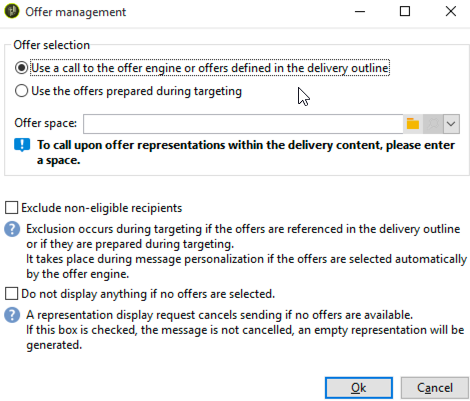 Offer management
Offer selection
Use a call to the offer engine or offers defined in the delivery outline
Use the offers prepared during targeting
Offer space:
To call upon offer representations within the delivery content, please enter
a space.
Exclude non-eligible recipients
Exclusion occurs during targeting if the offers are referenced in the delivery outline
or if they are prepared during targeting.
It takes place during message personalization if the offers are selected automatically
by the offer engine.
Do not display anything if no offers are selected.
A representation display request cancels sending if no offers are available.
If this box is checked, the message is not cancelled, an empty representation will be
generated.
Ok
Cancel